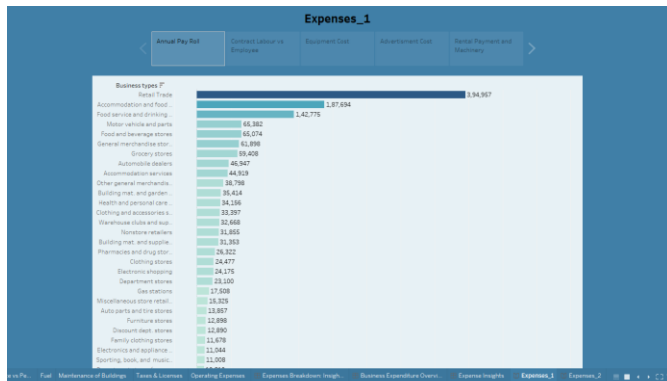 Expenses_1
Annual Pay Roll
Contract Labour vs Employee
Equipment Cost
Advertisment Cost
Rental Payment and Machinery
Business types
Retail Trade 3,94,957
Accommodation and food .. 1,87,694
Food service and drinking.. 1,42,775
Motor vehicle and parts 68,382
Food and beverage stores 65,074
General merchandise stor.. 61,898
Grocery stores 59,408
Automobile dealers 46,947
Accommodation services 44,919
Other general merchandis.. 38,798
Building mat. and garden .. 35,414
Health and personal care .. 34,156
Clothing and accessories s.. 33,397
Warehouse clubs and sup.. 32,668
Nonstore retailers 31,855
Building mat. and supplie.. 31,353
Pharmacies and drug stor.. 26,322
Clothing stores 24,477
Electronic shopping 24,175
Department stores 23,100
Gas stations 17,508
Miscellaneous store retail.. 15,325
Auto parts and tire stores 13,857
Furniture stores 12,898
Discount dept. stores 12,890
Family clothing stores 11,678
Electronics and appliance .. 11,044
Sporting, book, and music.. 11,008
Fuel Maintenance of Buildings Taxes & Licenses Operating Expenses Expenses Breakdown: Insigh.. Business Expenditure Overvi.. Expense Insights Expenses_1 Expenses_2